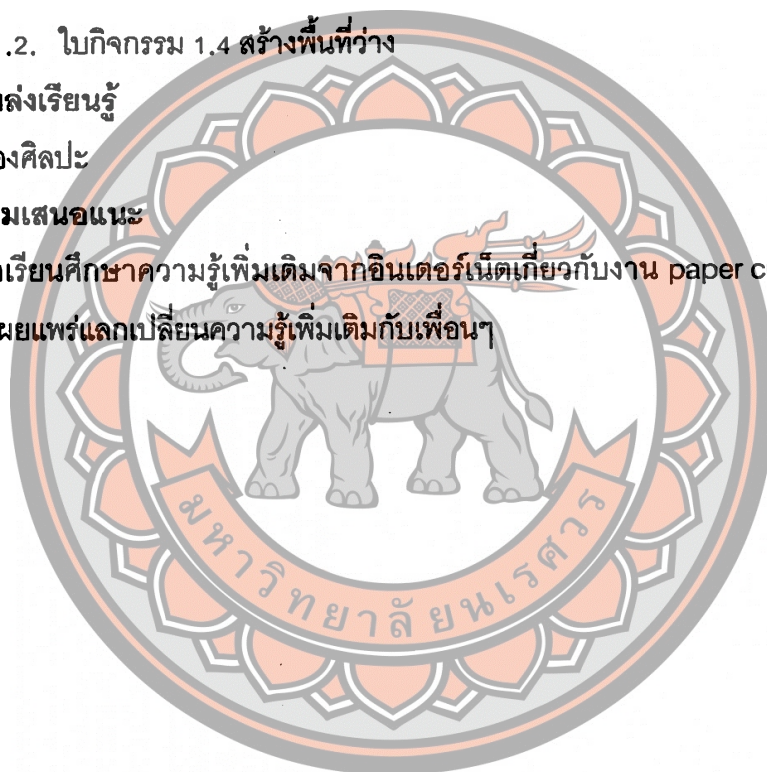 .2. ใบกิจกรรม 1.4 สร้างพื้นที่ว่าง
ล่งเรียนรู้
องศิลปะ
มเสนอแนะ
เรียนศึกษาความรู้เพิ่มเติมจากอินเตอร์เน็ตเกี่ยวกับงาน paper c
ผยแพร่แลกเปลี่ยนความรู้เพิ่มเติมกับเพื่อนๆ
มหาวิทยาลัยนเรศวร